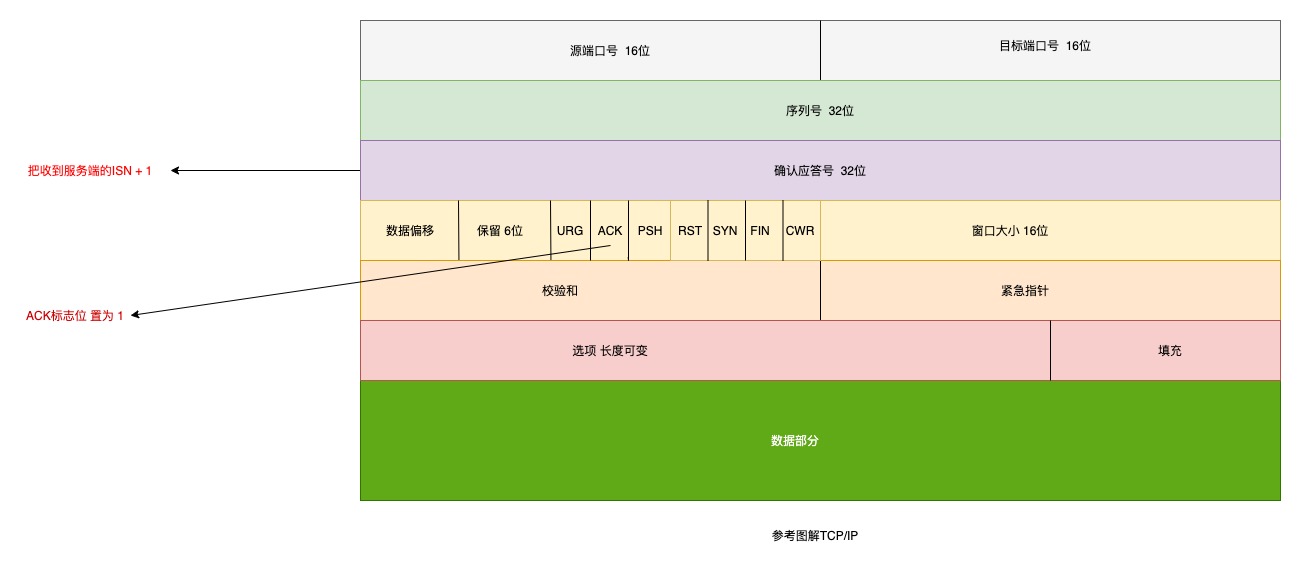 源端口号 16位
目标端口号 16位
序列号 32位
把收到服务端的ISN + 1
确认应答号 32位
数据偏移
保留 6位
URG
ACK
PSH
RST
SYN
FIN
CWR
窗口大小 16位
校验和
紧急指针
ACK标志位 置为 1
选项 长度可变
填充
数据部分
参考图解TCP/IP